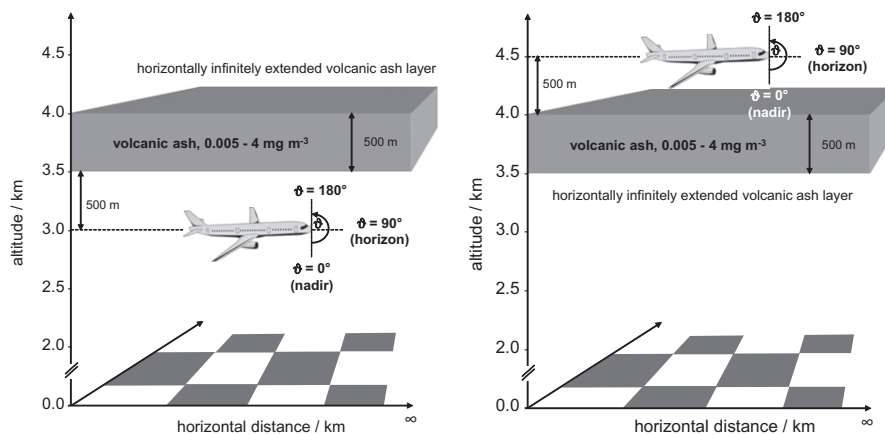 4.5
4.0
3.5
3.0
2.5
2.0
0.0
altitude / km
horizontally infinitely extended volcanic ash layer
volcanic ash, 0.005 - 4 mg m⁻³
500 m
500 m
ϑ = 180°
ϑ
ϑ = 90°
(horizon)
ϑ = 0°
(nadir)
horizontal distance / km
∞
4.5
4.0
3.5
3.0
2.5
2.0
0.0
altitude / km
ϑ = 180°
ϑ
ϑ = 90°
(horizon)
500 m
ϑ = 0°
(nadir)
volcanic ash, 0.005 - 4 mg m⁻³
500 m
horizontally infinitely extended volcanic ash layer
horizontal distance / km
∞